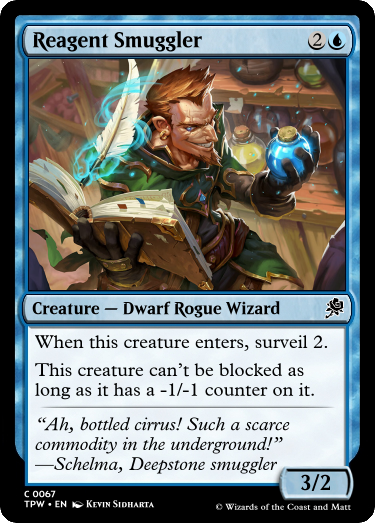 Reagent Smuggler 2
Creature — Dwarf Rogue Wizard
When this creature enters, surveil 2.
This creature can't be blocked as
long as it has a -1/-1 counter on it.
“Ah, bottled cirrus! Such a scarce
commodity in the underground!”
—Schelma, Deepstone smuggler
3/2
C 0067
TPW • EN Kevin Sidharta
© Wizards of the Coast and Matt